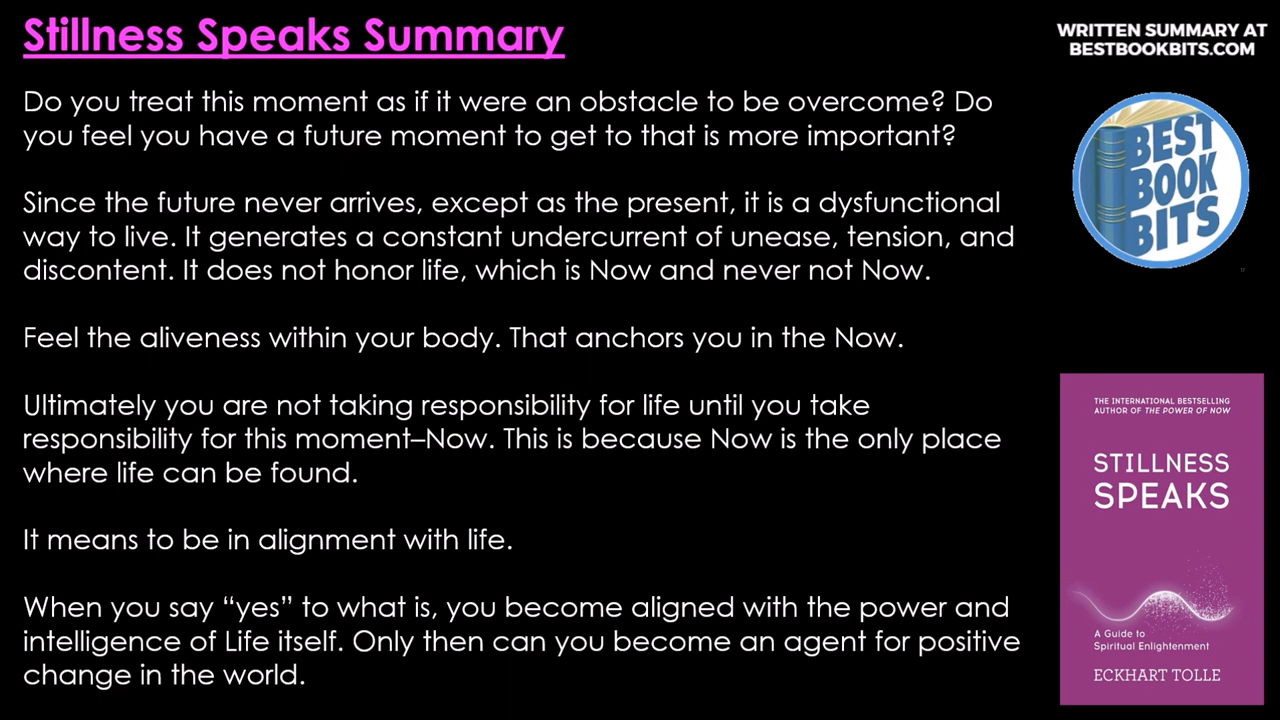 Stillness Speaks Summary
Do you treat this moment as if it were an obstacle to be overcome? Do
you feel you have a future moment to get to that is more important?
Since the future never arrives, except as the present, it is a dysfunctional
way to live. It generates a constant undercurrent of unease, tension, and
discontent. It does not honor life, which is Now and never not Now.
Feel the aliveness within your body. That anchors you in the Now.
Ultimately you are not taking responsibility for life until you take
responsibility for this moment–Now. This is because Now is the only place
where life can be found.
It means to be in alignment with life.
When you say “yes” to what is, you become aligned with the power and
intelligence of Life itself. Only then can you become an agent for positive
change in the world.
WRITTEN SUMMARY AT
BESTBOOKBITS.COM
BEST
BOOK
BITS
THE INTERNATIONAL BESTSELLING
AUTHOR OF THE POWER OF NOW
STILLNESS
SPEAKS
A Guide to
Spiritual Enlightenment
ECKHART TOLLE